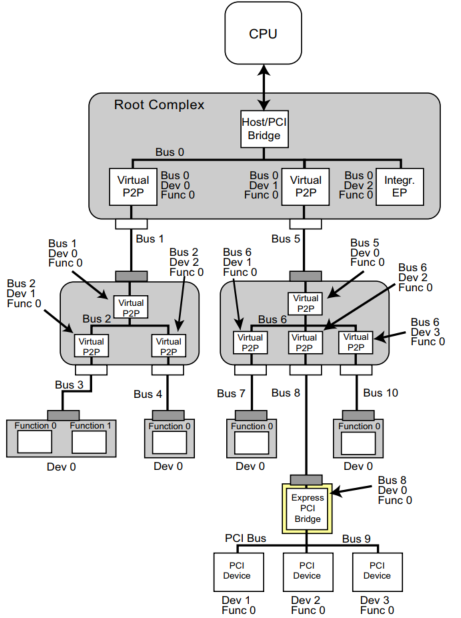 CPU
Root Complex
Host/PCI
Bridge
Bus 0
Virtual
P2P
Bus 0
Dev 0
Func 0
Bus 0
Dev 1
Func 0
Virtual
P2P
Bus 0
Dev 2
Func 0
Integr.
EP
Bus 1
Bus 5
Bus 1
Dev 0
Func 0
Bus 2
Dev 2
Func 0
Bus 2
Dev 1
Func 0
Virtual
P2P
Bus 2
Virtual
P2P
Virtual
P2P
Bus 6
Dev 1
Func 0
Bus 5
Dev 0
Func 0
Bus 6
Dev 2
Func 0
Bus 6
Dev 3
Func 0
Virtual
P2P
Bus 6
Virtual
P2P
Virtual
P2P
Virtual
P2P
Bus 3
Bus 4
Bus 7
Bus 8
Bus 10
Function 0
Function 1
Dev 0
Function 0
Dev 0
Function 0
Dev 0
Function 0
Dev 0
Express
PCI
Bridge
Bus 8
Dev 0
Func 0
PCI Bus
Bus 9
PCI
Device
PCI
Device
PCI
Device
Dev 1
Func 0
Dev 2
Func 0
Dev 3
Func 0